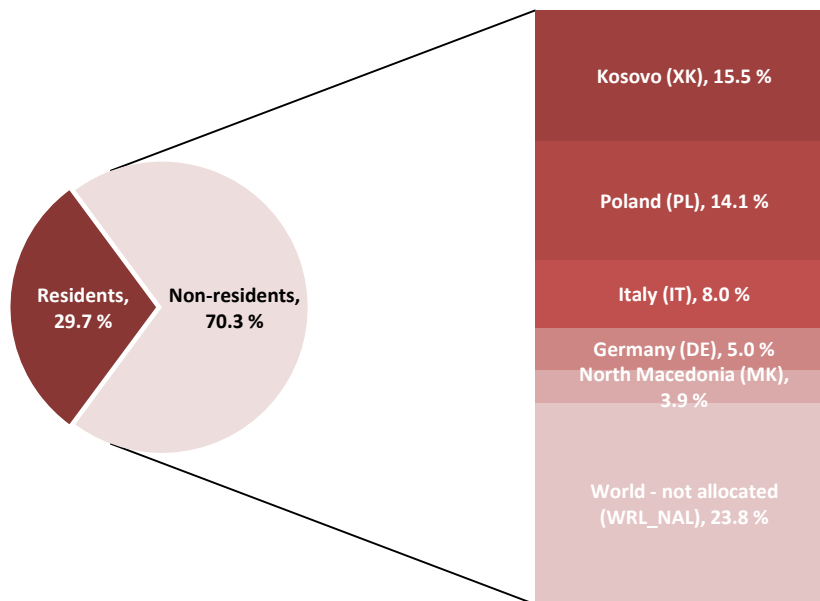 Kosovo (XK), 15.5 %
Poland (PL), 14.1 %
Italy (IT), 8.0 %
Germany (DE), 5.0 %
North Macedonia (MK),
3.9 %
World - not allocated
(WRL_NAL), 23.8 %
Residents,
29.7 %
Non-residents,
70.3 %